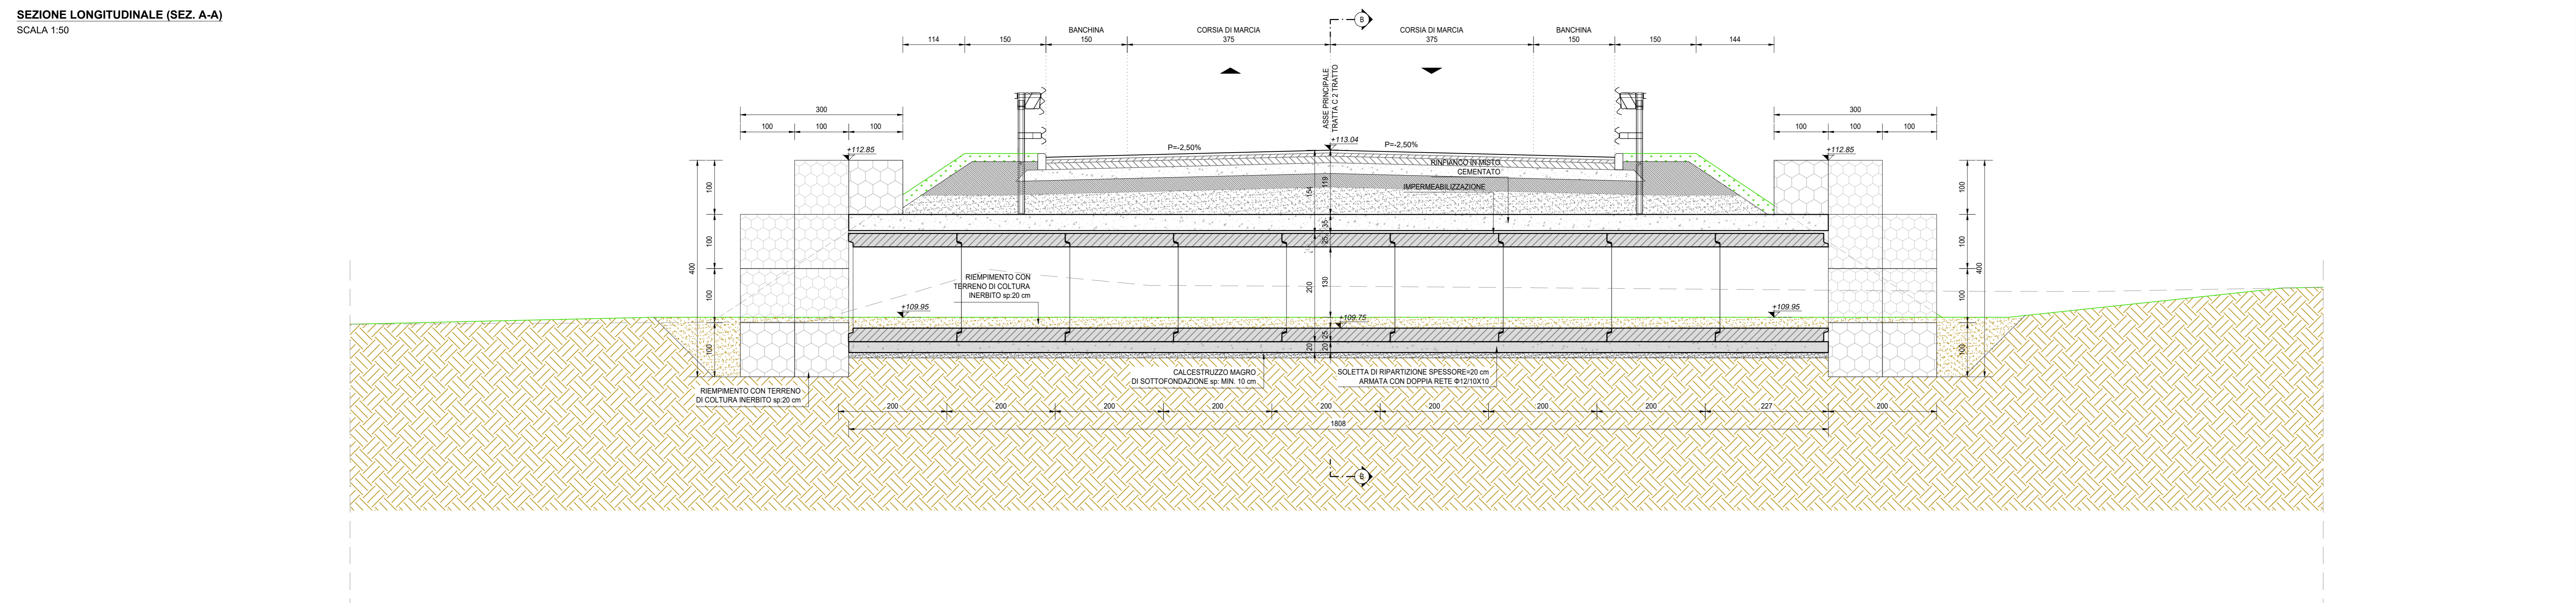 SEZIONE LONGITUDINALE (SEZ. A-A)
SCALA 1:50
B
BANCHINA
CORSIA DI MARCIA
CORSIA DI MARCIA
BANCHINA
114
150
150
375
375
150
150
144
ASSE PRINCIPALE
TRATTA C 2 TRATTO
300
300
100
100
100
100
100
100
+112.85
+113.04
+112.85
P=-2,50%
P=-2,50%
RINFIANCO IN MISTO
CEMENTATO
IMPERMEABILIZZAZIONE
154
119
35
25
400
100
100
100
100
100
100
100
100
400
RIEMPIMENTO CON
TERRENO DI COLTURA
INERBITO sp:20 cm
200
130
+109.95
+109.75
+109.95
25
20
20
CALCESTRUZZO MAGRO
DI SOTTOFONDAZIONE sp: MIN. 10 cm
SOLETTA DI RIPARTIZIONE SPESSORE=20 cm
ARMATA CON DOPPIA RETE Φ12/10X10
RIEMPIMENTO CON TERRENO
DI COLTURA INERBITO sp:20 cm
200
200
200
200
200
200
200
200
227
200
1808
B